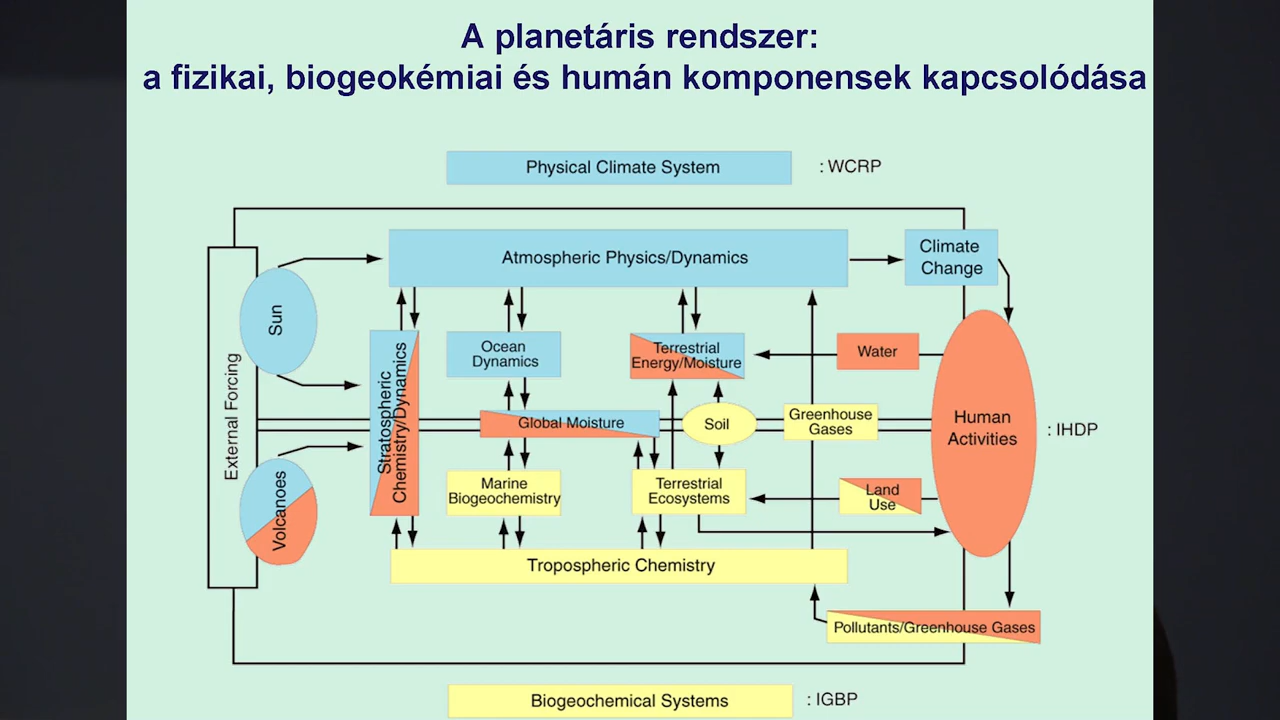 A planetáris rendszer:
a fizikai, biogeokémiai és humán komponensek kapcsolódása
Physical Climate System
: WCRP
Atmospheric Physics/Dynamics
Climate
Change
Sun
External Forcing
Volcanoes
Stratospheric
Chemistry/Dynamics
Ocean
Dynamics
Terrestrial
Energy/Moisture
Water
Global Moisture
Soil
Greenhouse
Gases
Human
Activities
: IHDP
Marine
Biogeochemistry
Terrestrial
Ecosystems
Land
Use
Tropospheric Chemistry
Pollutants/Greenhouse Gases
Biogeochemical Systems
: IGBP